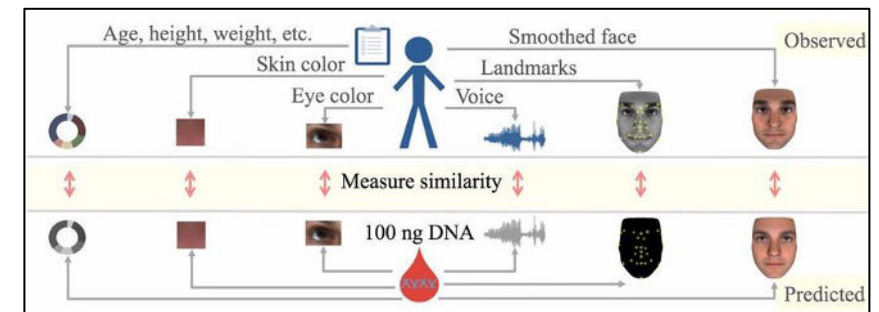 Age, height, weight, etc.
Smoothed face
Observed
Skin color
Landmarks
Eye color
Voice
Measure similarity
100 ng DNA
Predicted